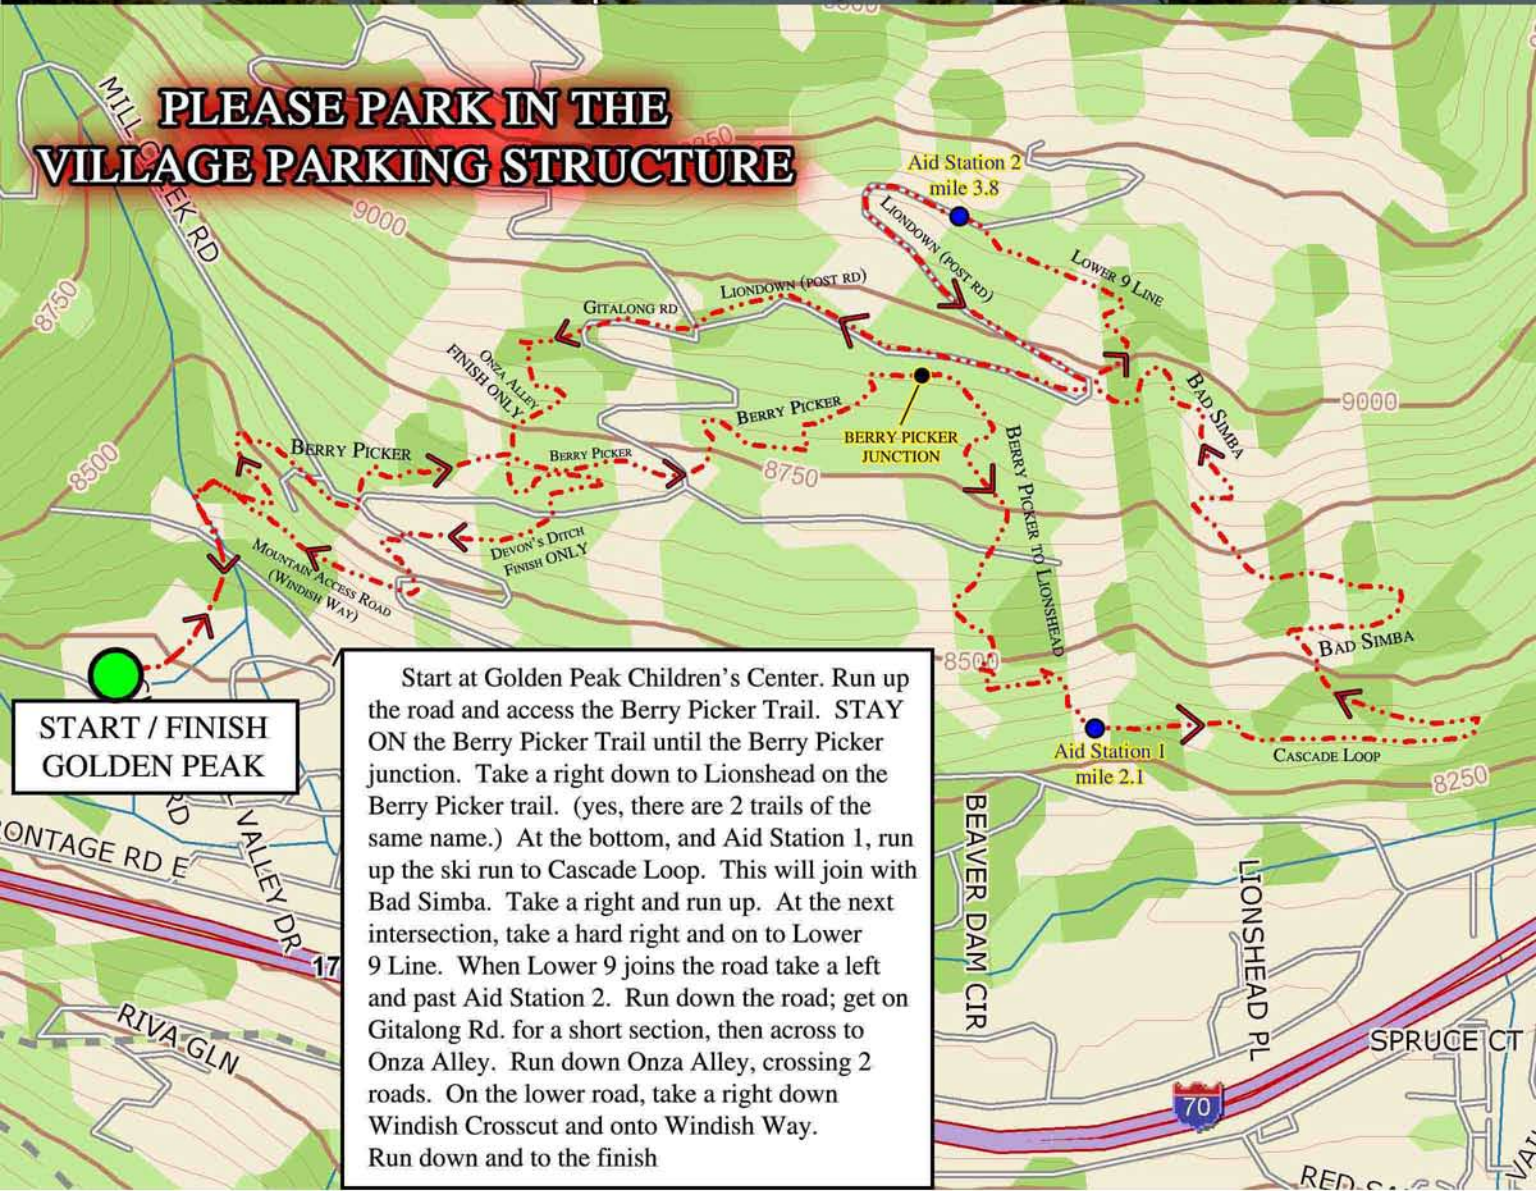 PLEASE PARK IN THE
VILLAGE PARKING STRUCTURE
MILL CREEK RD
9000
8750
8500
Aid Station 2
mile 3.8
LIONDOWN (POST RD)
LOWER 9 LINE
LIONDOWN (POST RD)
GITALONG RD
ONZA ALLEY
FINISH ONLY
BERRY PICKER
BERRY PICKER
BERRY PICKER
BERRY PICKER
JUNCTION
8750
BAD SIMBA
9000
BERRY PICKER TO LIONSHEAD
DEVON'S DITCH
FINISH ONLY
MOUNTAIN ACCESS ROAD
(WINDISH WAY)
8500
BAD SIMBA
Aid Station 1
mile 2.1
CASCADE LOOP
8250
START / FINISH
GOLDEN PEAK
Start at Golden Peak Children's Center. Run up
the road and access the Berry Picker Trail. STAY
ON the Berry Picker Trail until the Berry Picker
junction. Take a right down to Lionshead on the
Berry Picker trail. (yes, there are 2 trails of the
same name.) At the bottom, and Aid Station 1, run
up the ski run to Cascade Loop. This will join with
Bad Simba. Take a right and run up. At the next
intersection, take a hard right and on to Lower
9 Line. When Lower 9 joins the road take a left
and past Aid Station 2. Run down the road; get on
Gitalong Rd. for a short section, then across to
Onza Alley. Run down Onza Alley, crossing 2
roads. On the lower road, take a right down
Windish Crosscut and onto Windish Way.
Run down and to the finish
RD
VALLEY DR
ONTAGE RD E
17
RIVA GLN
BEAVER DAM CIR
LIONSHEAD PL
SPRUCE CT
70